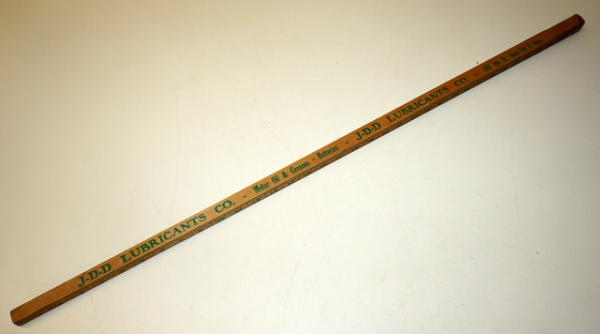 J-D-D LUBRICANTS CO. - Motor Oil & Greases - Batteries - J-D-D LUBRICANTS CO. -